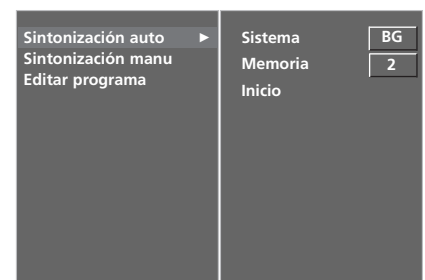 Sintonización auto ►
Sintonización manu
Editar programa
Sistema BG
Memoria 2
Inicio